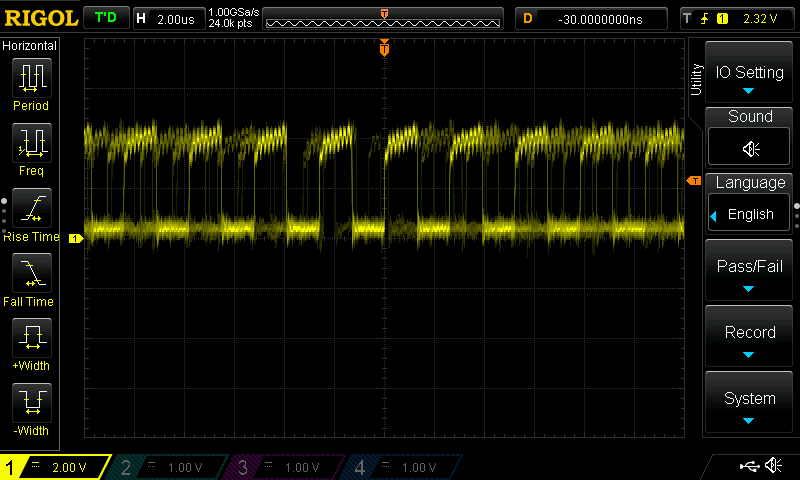 RIGOL T'D H 2.00us 1.00GSa/s
24.0k pts T D -30.0000000ns T 1 2.32 V
Horizontal
Period
Freq
Rise Time
Fall Time
+Width
-Width
T
1
T
Utility
IO Setting
Sound
Language
English
Pass/Fail
Record
System
1 2.00 V 2 1.00 V 3 1.00 V 4 1.00 V